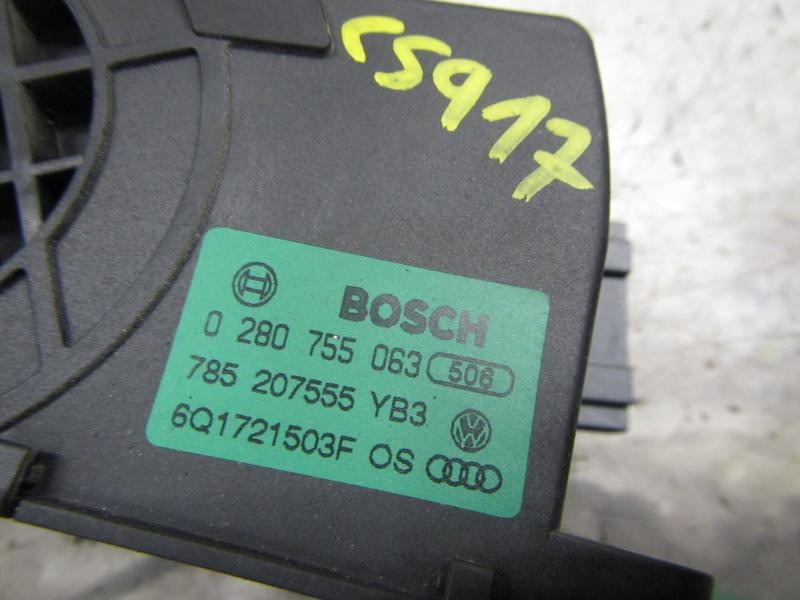 CS917
BOSCH
0 280 755 063 506
785 207555 YB3
6Q1721503F OS